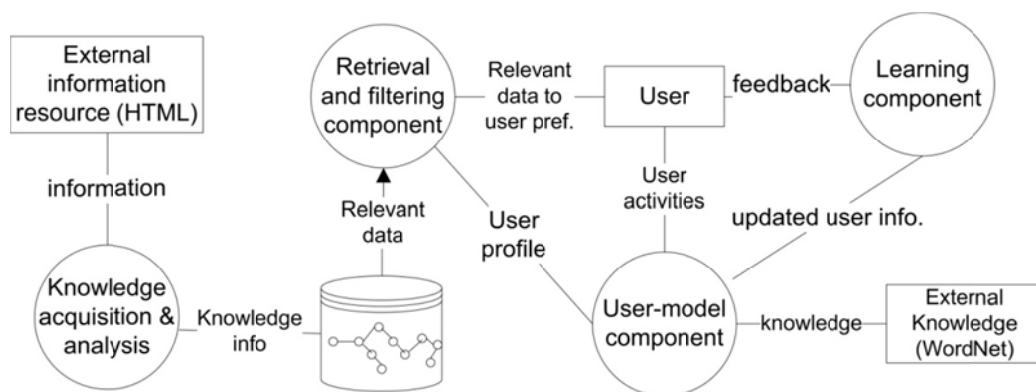 External
information
resource (HTML)
information
Knowledge
acquisition &
analysis
Knowledge
info
Retrieval
and filtering
component
Relevant
data
Relevant
data to
user pref.
User
feedback
Learning
component
User
activities
updated user info.
User
profile
User-model
component
knowledge
External
Knowledge
(WordNet)